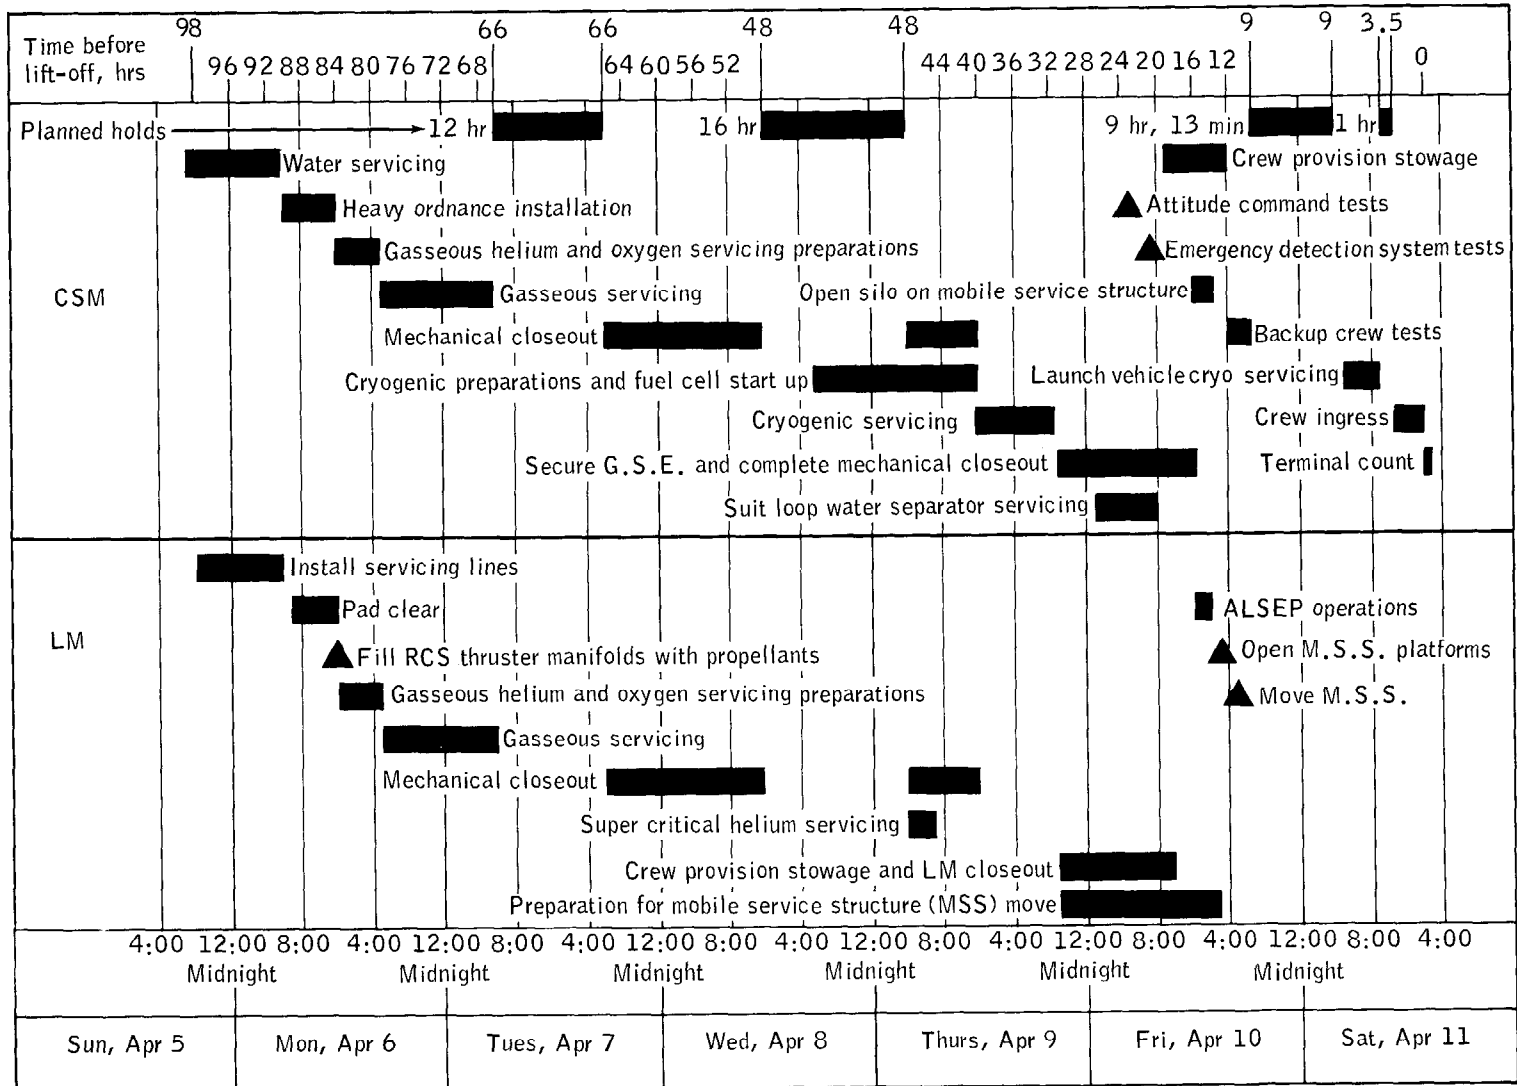 98 66 66 48 48 9 9 3.5
Time before
lift-off, hrs
96 92 88 84 80 76 72 68 64 60 56 52 44 40 36 32 28 24 20 16 12 0
Planned holds 12 hr 16 hr 9 hr, 13 min 1 hr
Water servicing Crew provision stowage
Heavy ordnance installation Attitude command tests
Gasseous helium and oxygen servicing preparations Emergency detection system tests
CSM Gasseous servicing Open silo on mobile service structure
Mechanical closeout Backup crew tests
Cryogenic preparations and fuel cell start up Launch vehicle cryo servicing
Cryogenic servicing Crew ingress
Secure G.S.E. and complete mechanical closeout Terminal count
Suit loop water separator servicing
Install servicing lines
Pad clear ALSEP operations
LM
Fill RCS thruster manifolds with propellants Open M.S.S. platforms
Gasseous helium and oxygen servicing preparations Move M.S.S.
Gasseous servicing
Mechanical closeout
Super critical helium servicing
Crew provision stowage and LM closeout
Preparation for mobile service structure (MSS) move
4:00 12:00 8:00 4:00 12:00 8:00 4:00 12:00 8:00 4:00 12:00 8:00 4:00 12:00 8:00 4:00 12:00 8:00 4:00
Midnight Midnight Midnight Midnight Midnight Midnight
Sun, Apr 5 Mon, Apr 6 Tues, Apr 7 Wed, Apr 8 Thurs, Apr 9 Fri, Apr 10 Sat, Apr 11